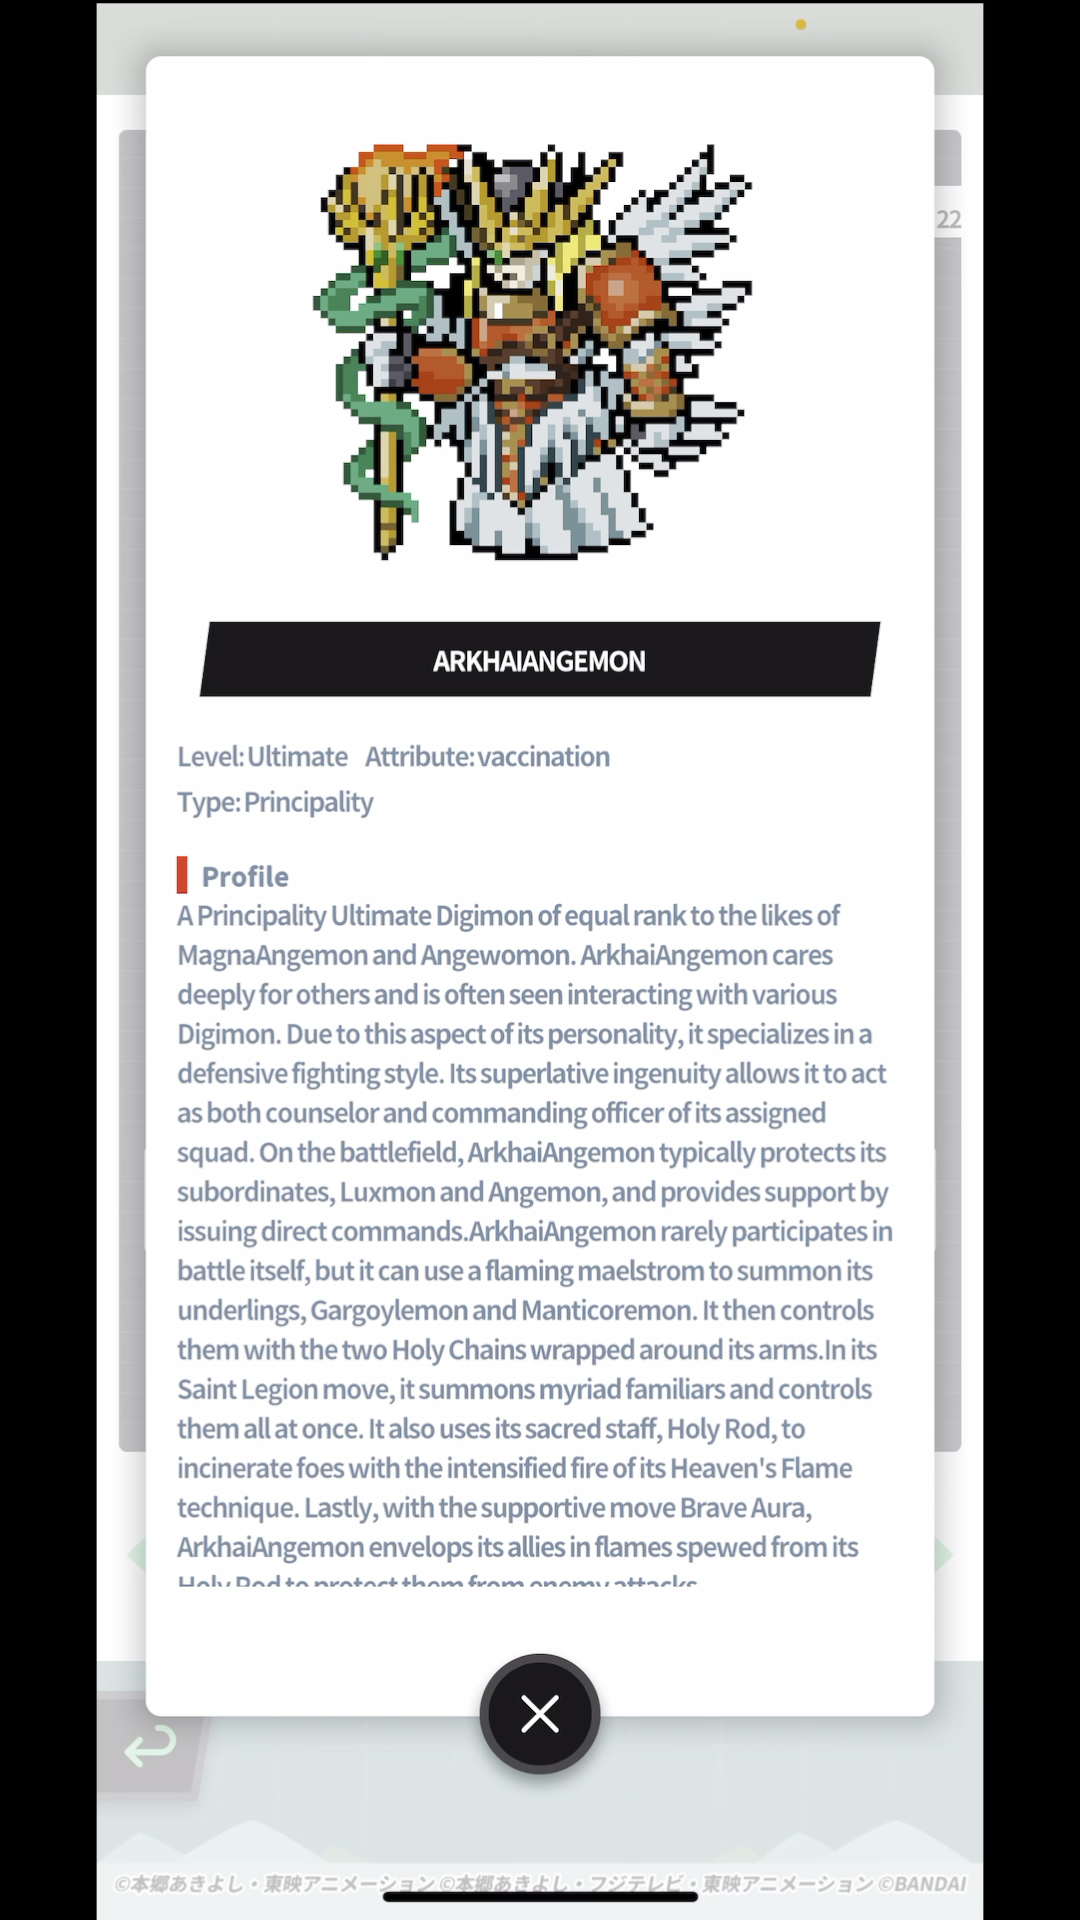 22
ARKHAIANGEMON
Level:Ultimate Attribute:vaccination
Type:Principality
Profile
A Principality Ultimate Digimon of equal rank to the likes of
MagnaAngemon and Angewomon. ArkhaiAngemon cares
deeply for others and is often seen interacting with various
Digimon. Due to this aspect of its personality, it specializes in a
defensive fighting style. Its superlative ingenuity allows it to act
as both counselor and commanding officer of its assigned
squad. On the battlefield, ArkhaiAngemon typically protects its
subordinates, Luxmon and Angemon, and provides support by
issuing direct commands.ArkhaiAngemon rarely participates in
battle itself, but it can use a flaming maelstrom to summon its
underlings, Gargoylemon and Manticoremon. It then controls
them with the two Holy Chains wrapped around its arms.In its
Saint Legion move, it summons myriad familiars and controls
them all at once. It also uses its sacred staff, Holy Rod, to
incinerate foes with the intensified fire of its Heaven's Flame
technique. Lastly, with the supportive move Brave Aura,
ArkhaiAngemon envelops its allies in flames spewed from its
Holy Rod to protect them from enemy attacks.
©本郷あきよし・東映アニメーション ©本郷あきよし・フジテレビ・東映アニメーション ©BANDAI